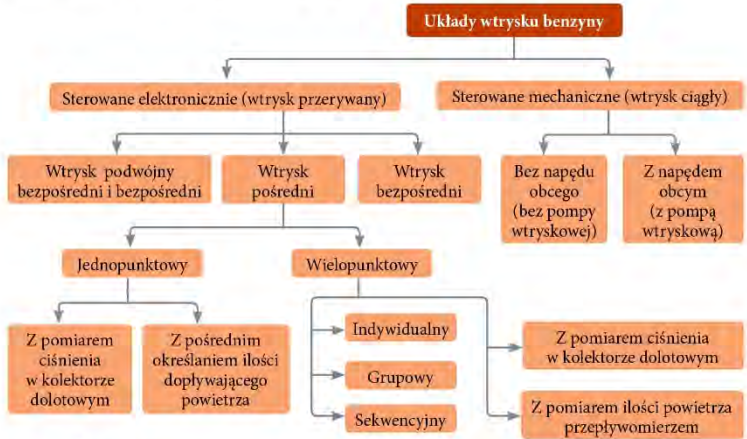 Układy wtrysku benzyny
Sterowane elektronicznie (wtrysk przerywany)
Sterowane mechaniczne (wtrysk ciągły)
Wtrysk podwójny
bezpośredni i bezpośredni
Wtrysk
pośredni
Wtrysk
bezpośredni
Bez napędu
obcego
(bez pompy
wtryskowej)
Z napędem
obcym
(z pompą
wtryskową)
Jednopunktowy
Wielopunktowy
Z pomiarem
ciśnienia
w kolektorze
dolotowym
Z pośrednim
określaniem ilości
dopływającego
powietrza
Indywidualny
Grupowy
Sekwencyjny
Z pomiarem ciśnienia
w kolektorze dolotowym
Z pomiarem ilości powietrza
przepływomierzem